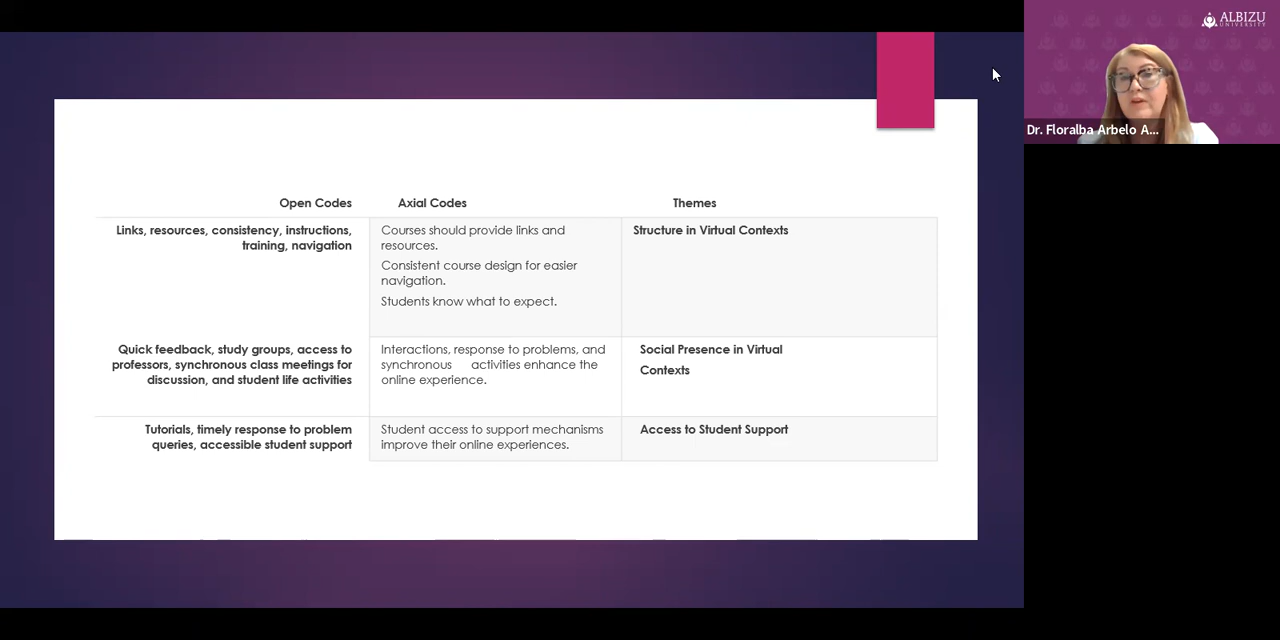 ALBIZU
UNIVERSITY
Dr. Floralba Arbelo A...
Open Codes Axial Codes Themes
Links, resources, consistency, instructions,
training, navigation
Courses should provide links and
resources.
Consistent course design for easier
navigation.
Students know what to expect.
Structure in Virtual Contexts
Quick feedback, study groups, access to
professors, synchronous class meetings for
discussion, and student life activities
Interactions, response to problems, and
synchronous activities enhance the
online experience.
Social Presence in Virtual
Contexts
Tutorials, timely response to problem
queries, accessible student support
Student access to support mechanisms
improve their online experiences.
Access to Student Support